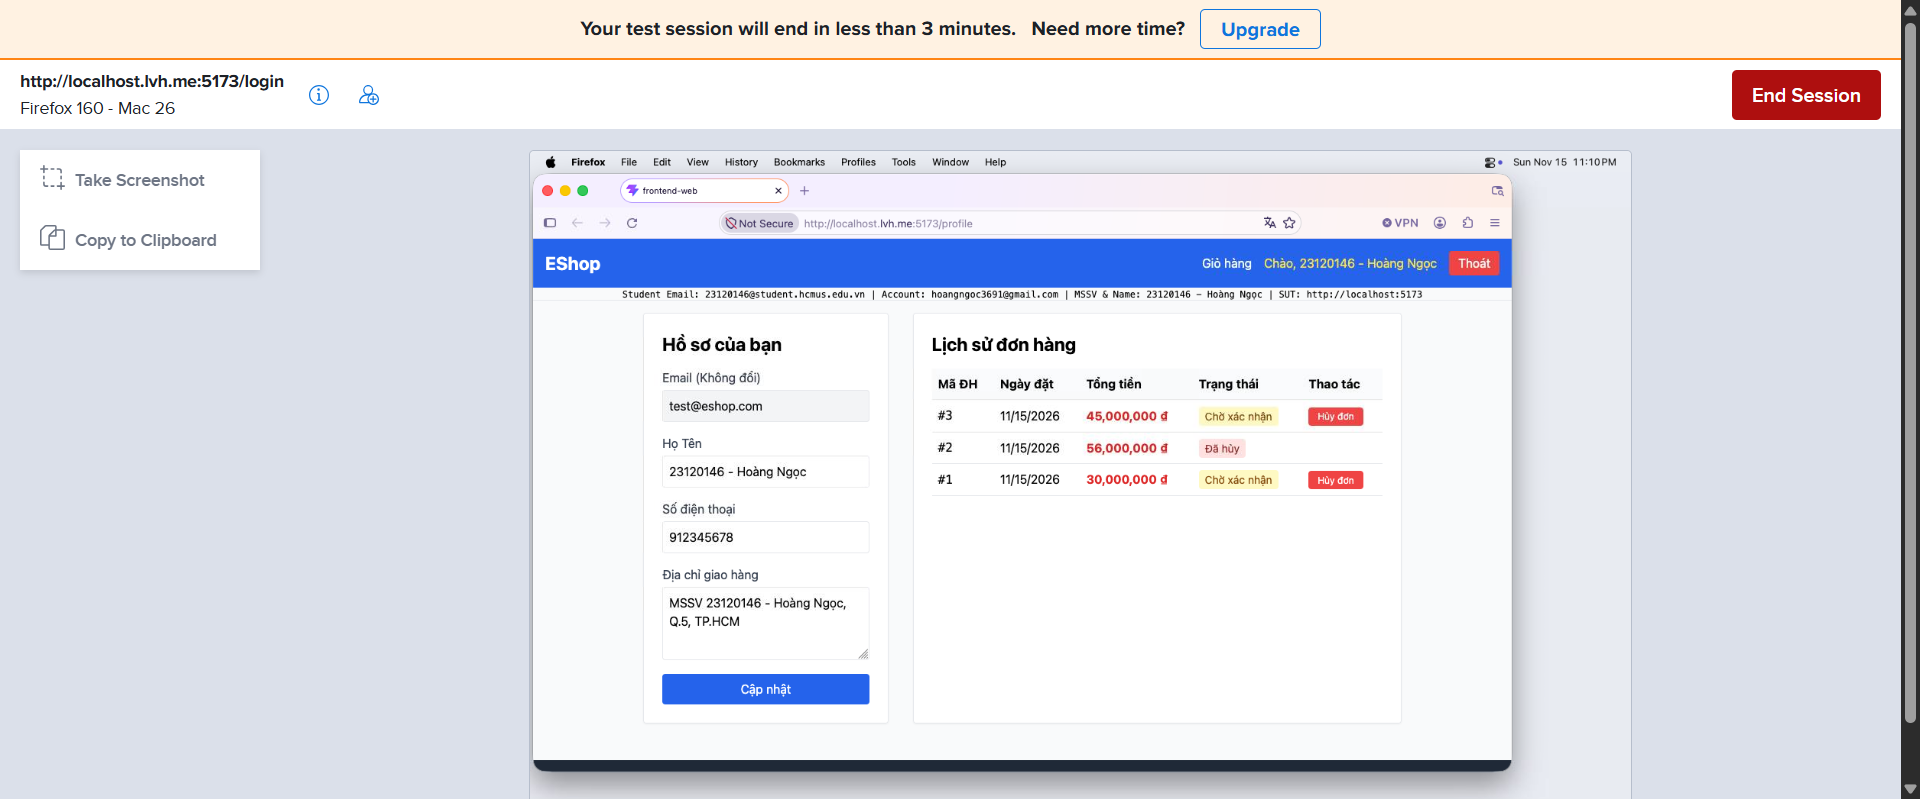 Your test session will end in less than 3 minutes. Need more time? Upgrade
http://localhost.lvh.me:5173/login
Firefox 160 - Mac 26
End Session
Take Screenshot
Copy to Clipboard
Firefox File Edit View History Bookmarks Profiles Tools Window Help Sun Nov 15 11:10PM
frontend-web
Not Secure http://localhost.lvh.me:5173/profile VPN
EShop Giỏ hàng Chào, 23120146 - Hoàng Ngọc Thoát
Student Email: 23120146@student.hcmus.edu.vn | Account: hoangngoc3691@gmail.com | MSSV & Name: 23120146 - Hoàng Ngọc | SUT: http://localhost:5173
Hồ sơ của bạn
Email (Không đổi)
test@eshop.com
Họ Tên
23120146 - Hoàng Ngọc
Số điện thoại
912345678
Địa chỉ giao hàng
MSSV 23120146 - Hoàng Ngọc,
Q.5, TP.HCM
Cập nhật
Lịch sử đơn hàng
Mã ĐH Ngày đặt Tổng tiền Trạng thái Thao tác
#3 11/15/2026 45,000,000 ₫ Chờ xác nhận Hủy đơn
#2 11/15/2026 56,000,000 ₫ Đã hủy
#1 11/15/2026 30,000,000 ₫ Chờ xác nhận Hủy đơn